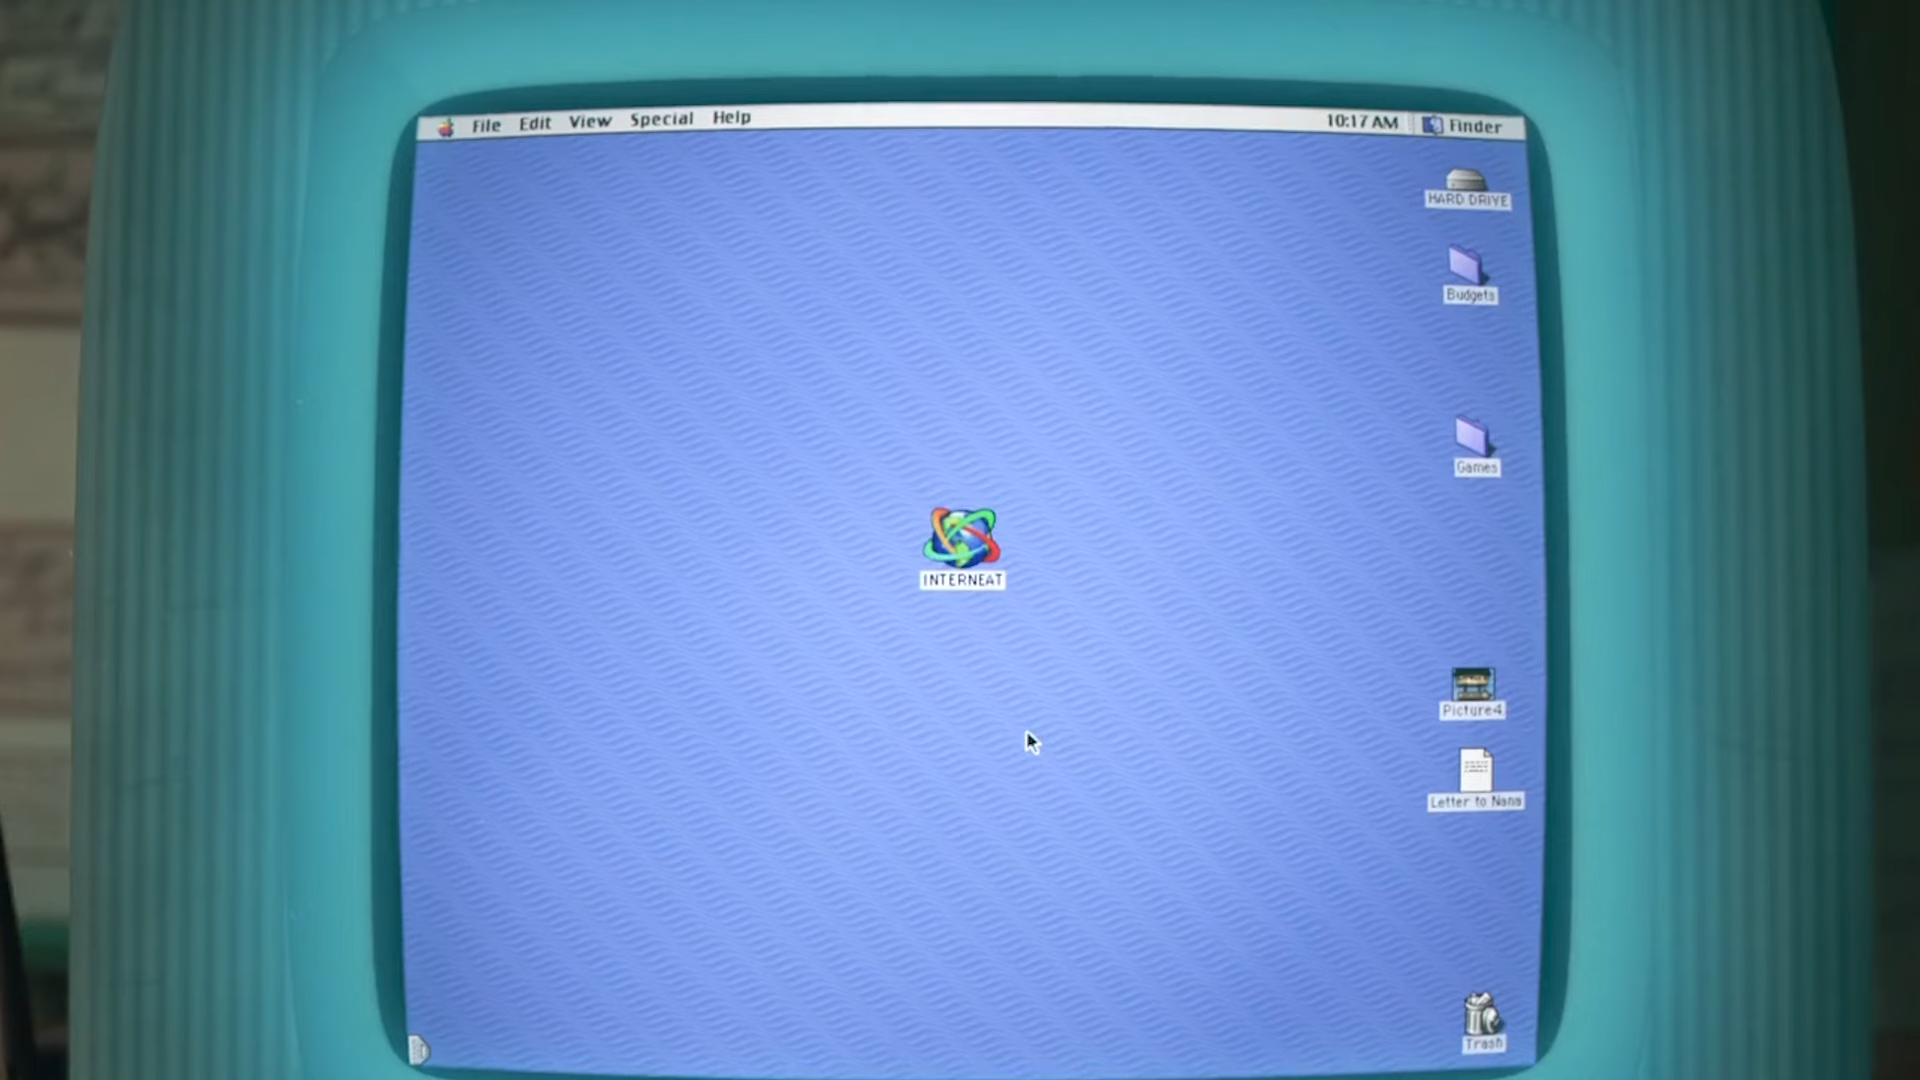 File Edit View Special Help 10:17 AM Finder
HARD DRIVE
Budgets
Games
INTERNEAT
Picture4
Letter to Nana
Trash